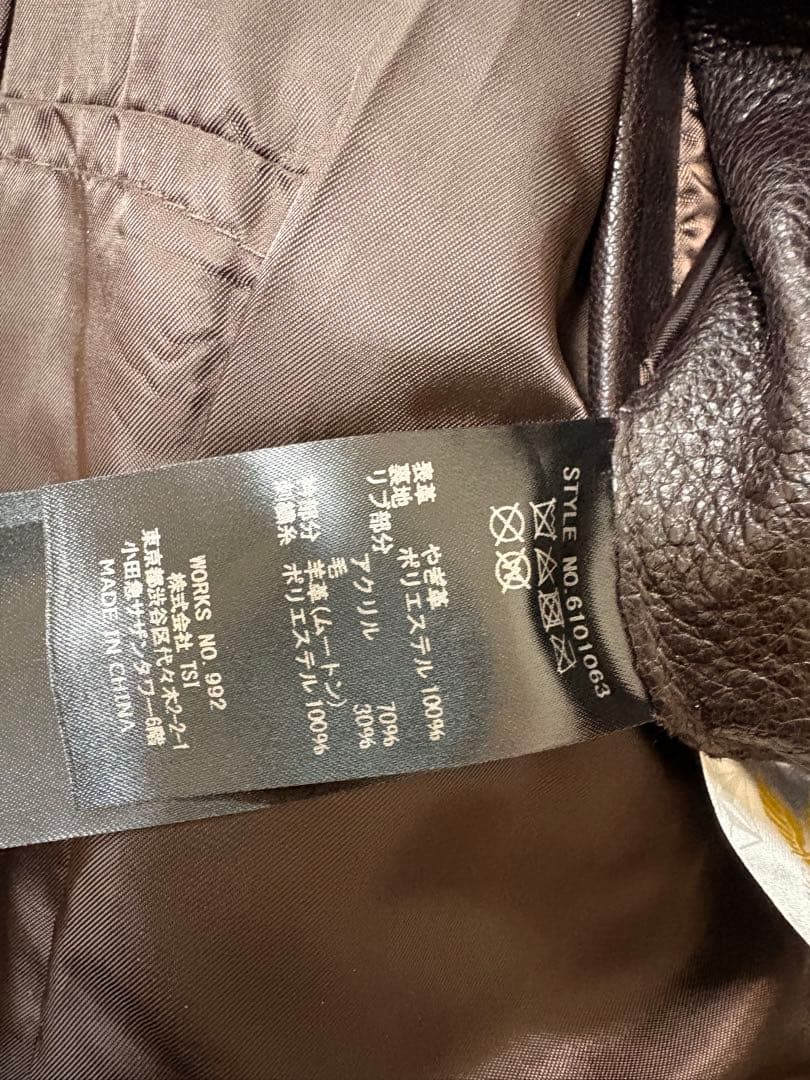 STYLE NO.6101063
表革 やぎ革
裏地 ポリエステル 100%
リブ部分 アクリル 70%
毛 30%
衿部分 羊革(ムートン)
刺繍糸 ポリエステル 100%
WORKS NO. 992
株式会社 TSI
東京都渋谷区代々木2-2-1
小田急サザンタワー6階
MADE IN CHINA